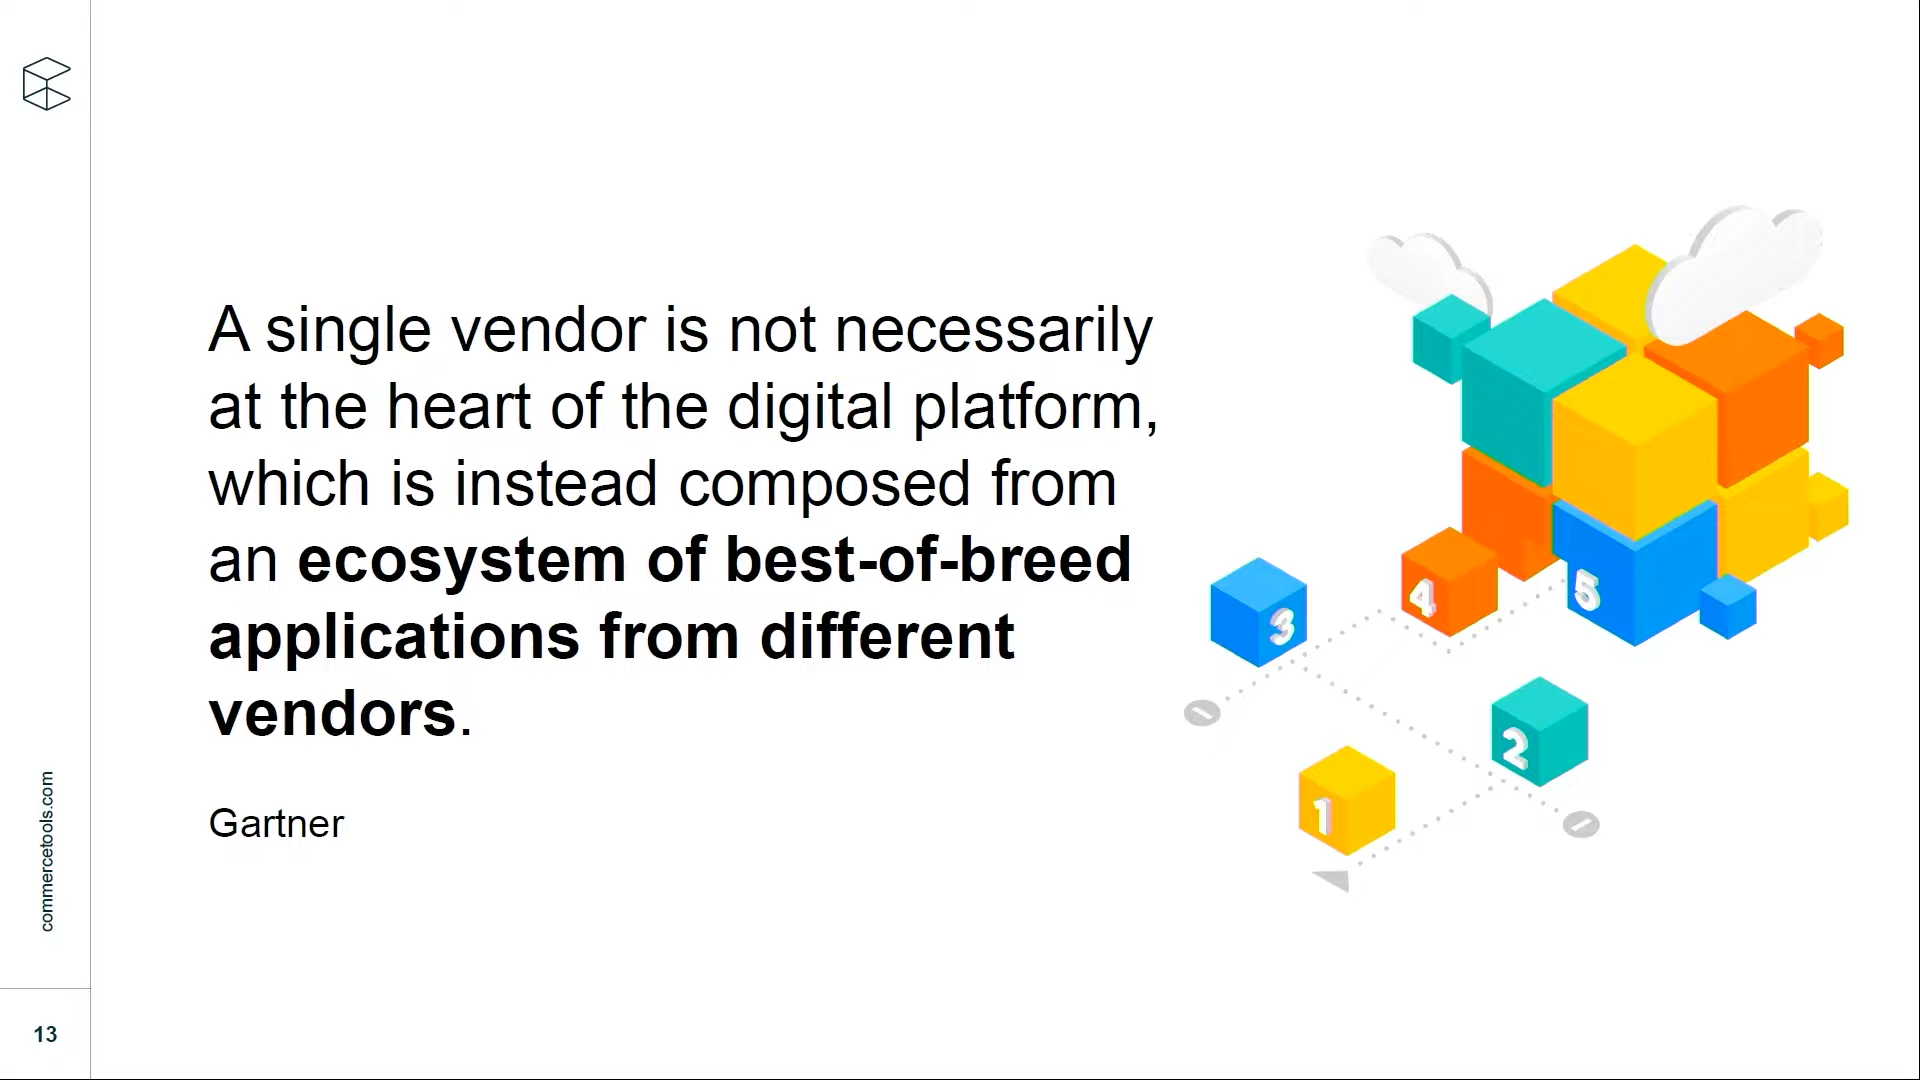 A single vendor is not necessarily
at the heart of the digital platform,
which is instead composed from
an ecosystem of best-of-breed
applications from different
vendors.
Gartner
3
4
5
2
1
commercetools.com
13